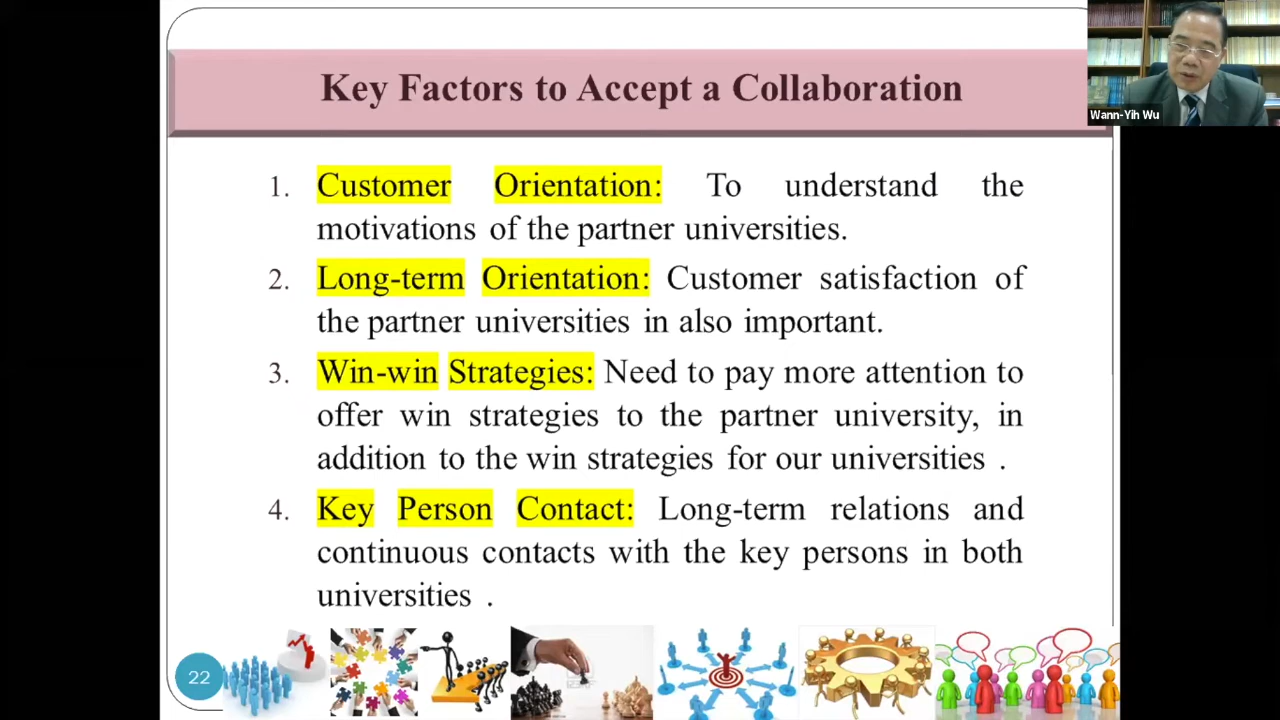 Key Factors to Accept a Collaboration
Wann-Yih Wu
1. Customer Orientation: To understand the
motivations of the partner universities.
2. Long-term Orientation: Customer satisfaction of
the partner universities in also important.
3. Win-win Strategies: Need to pay more attention to
offer win strategies to the partner university, in
addition to the win strategies for our universities .
4. Key Person Contact: Long-term relations and
continuous contacts with the key persons in both
universities .
22